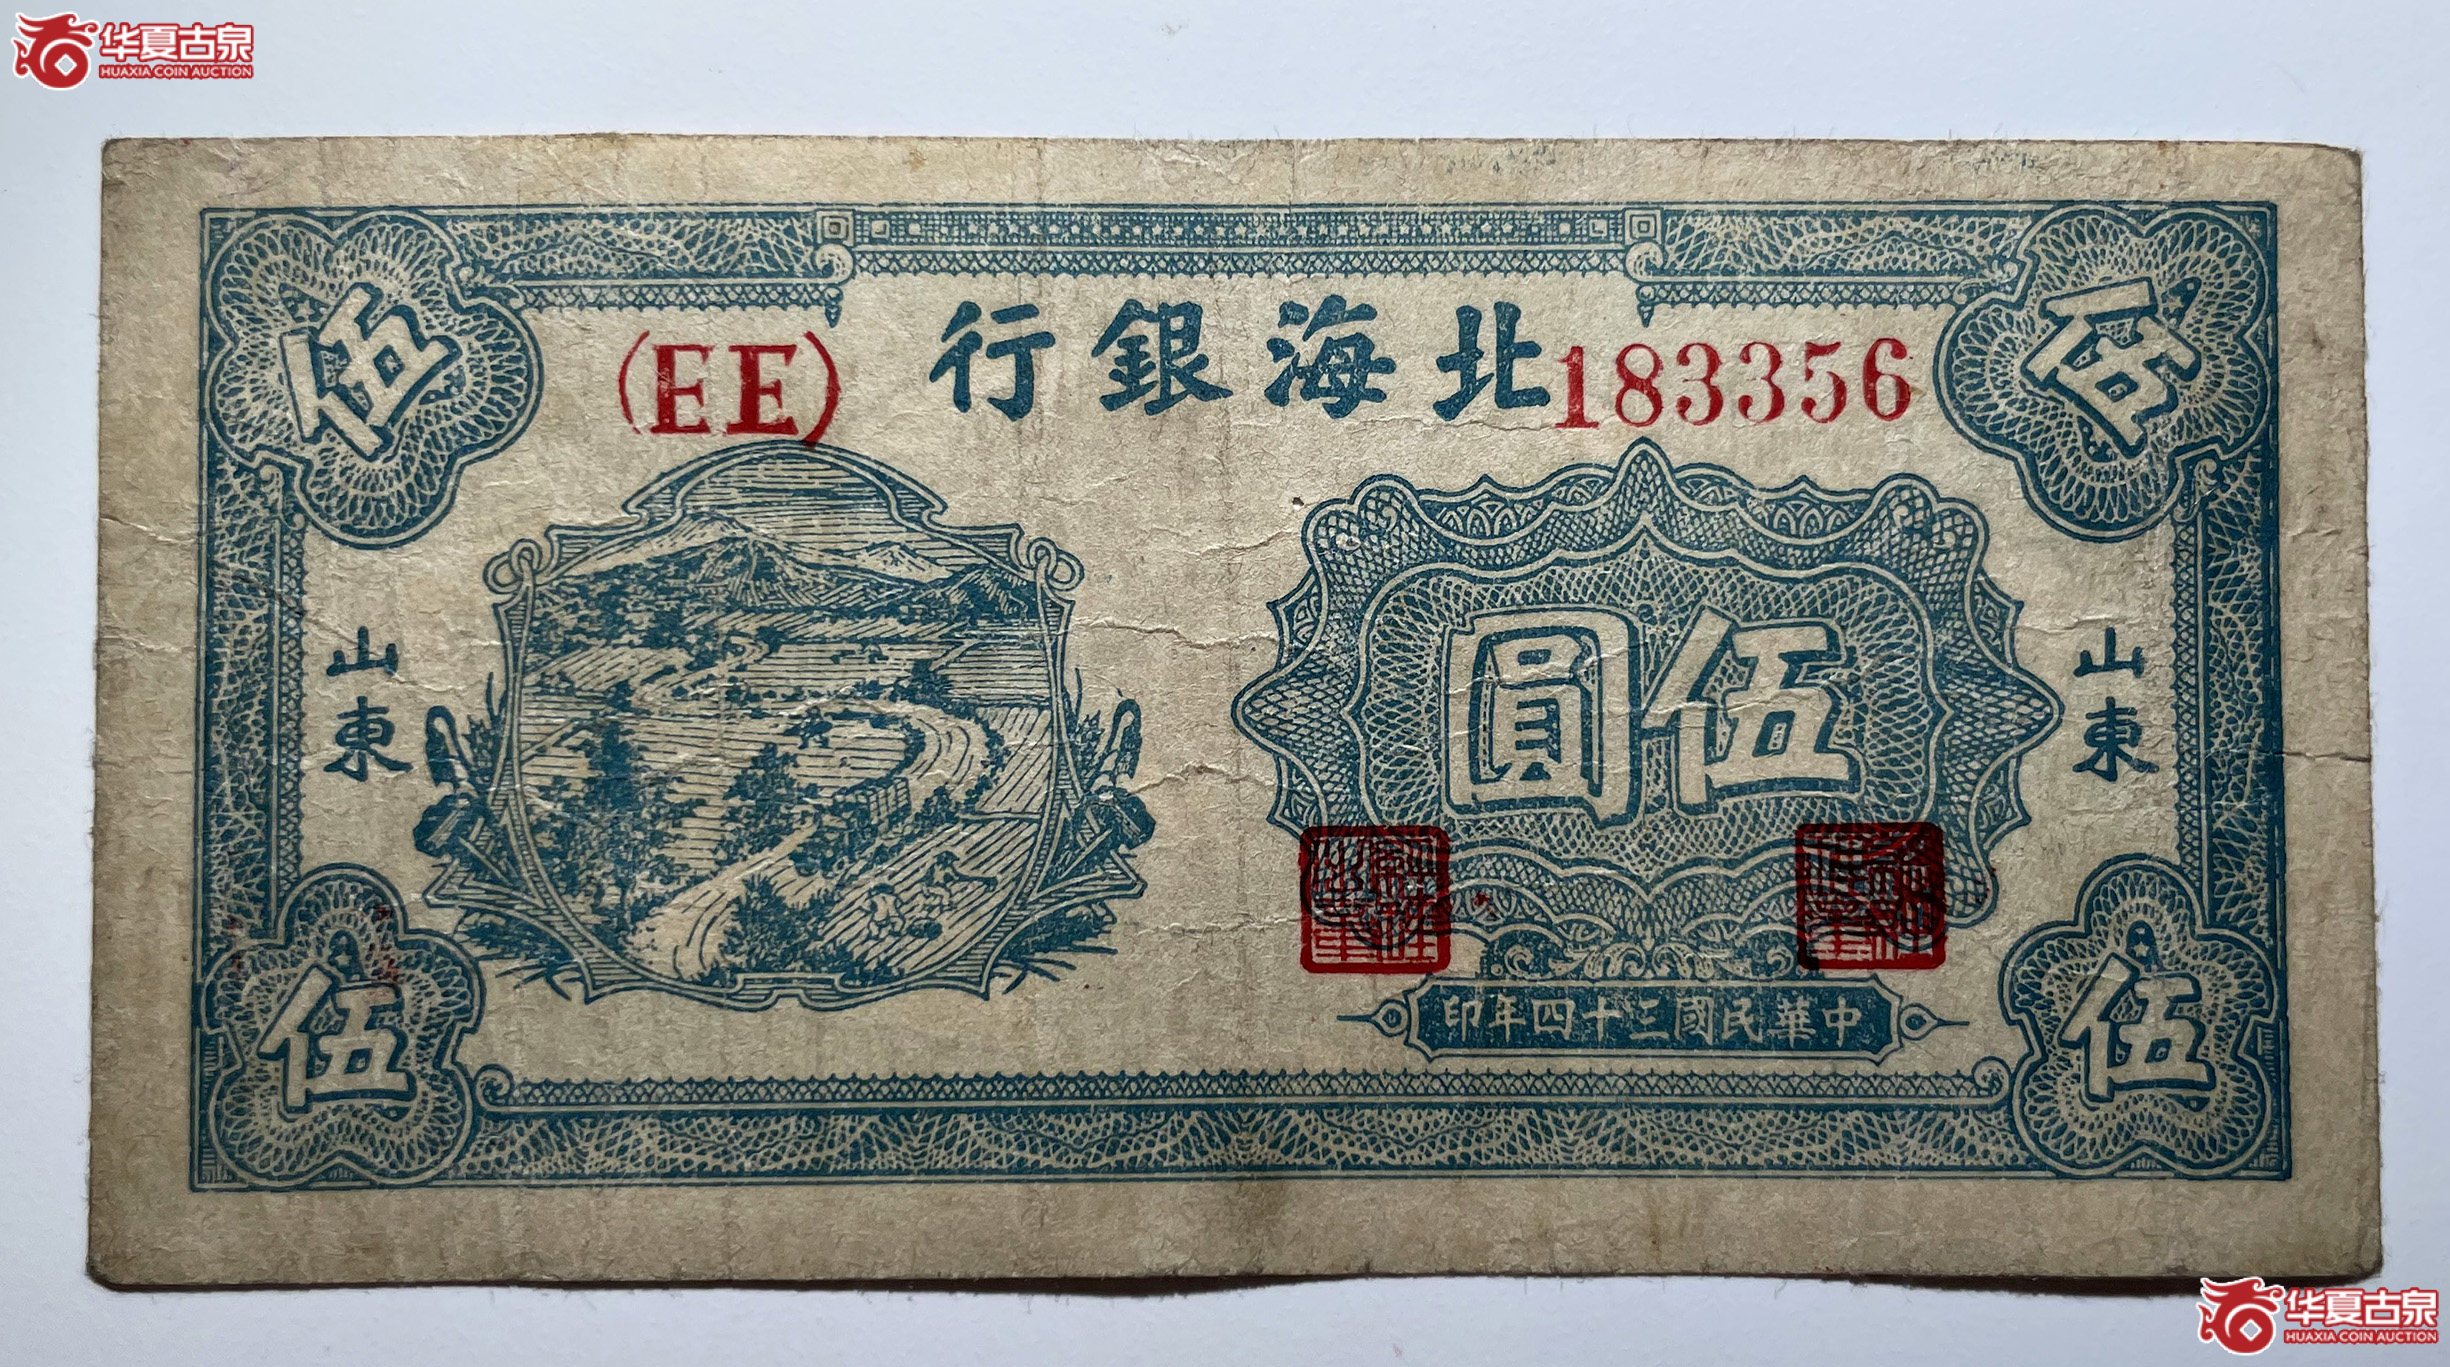 华夏古泉
HUAXIA COIN AUCTION
伍
伍
(EE)
北海銀行
183356
伍圓
山東
山東
中華民國三十四年印
伍
伍
华夏古泉
HUAXIA COIN AUCTION